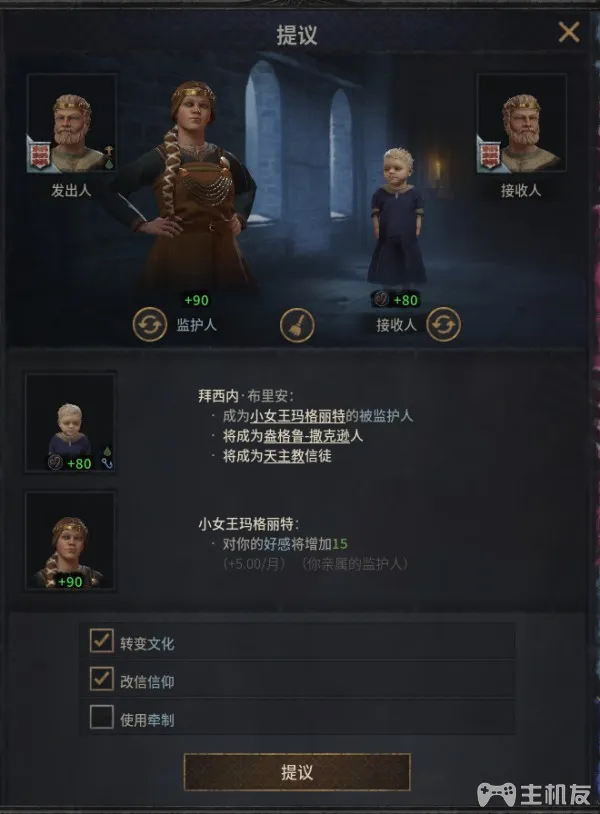 提议
发出人
接收人
+90
+80
监护人
接收人
拜西内·布里安：
· 成为小女王玛格丽特的被监护人
· 将成为盎格鲁-撒克逊人
· 将成为天主教信徒
+80
小女王玛格丽特：
· 对你的好感将增加15
（+5.00/月）（你亲属的监护人）
+90
转变文化
改信信仰
使用牵制
提议
主机友